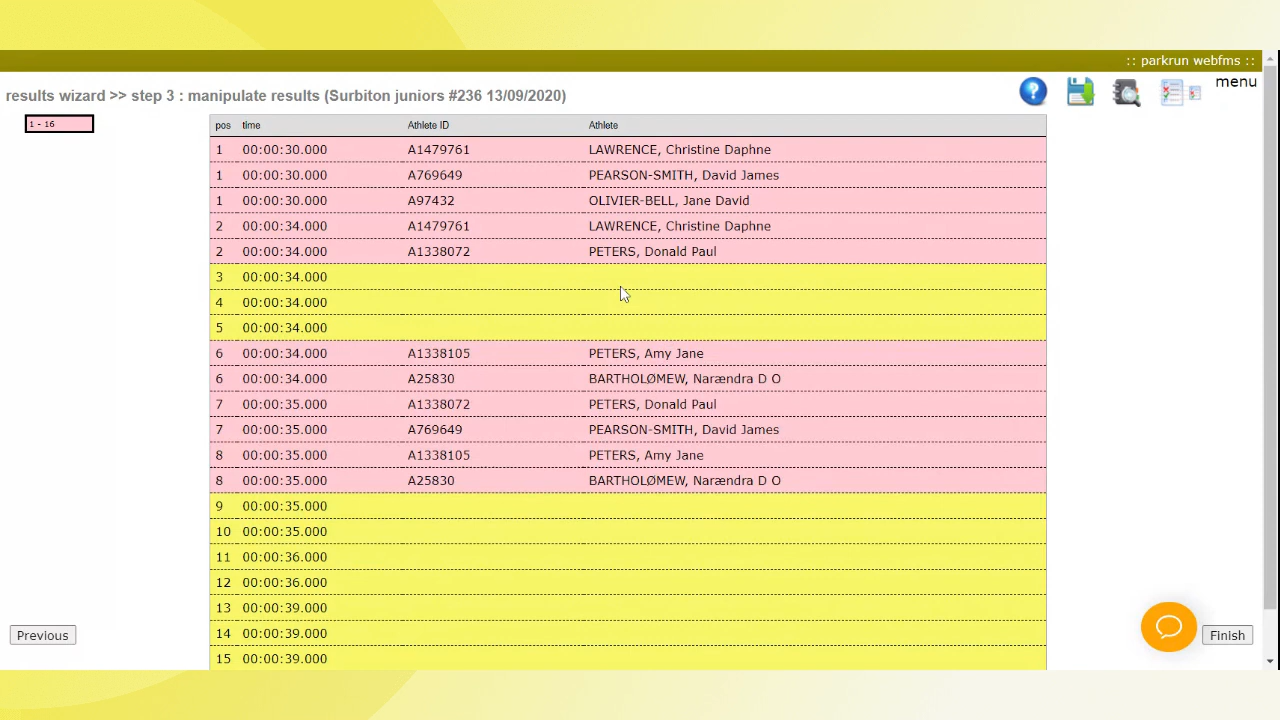 :: parkrun webfms ::
results wizard >> step 3 : manipulate results (Surbiton juniors #236 13/09/2020)
menu
1 - 16
pos time Athlete ID Athlete
1 00:00:30.000 A1479761 LAWRENCE, Christine Daphne
1 00:00:30.000 A769649 PEARSON-SMITH, David James
1 00:00:30.000 A97432 OLIVIER-BELL, Jane David
2 00:00:34.000 A1479761 LAWRENCE, Christine Daphne
2 00:00:34.000 A1338072 PETERS, Donald Paul
3 00:00:34.000
4 00:00:34.000
5 00:00:34.000
6 00:00:34.000 A1338105 PETERS, Amy Jane
6 00:00:34.000 A25830 BARTHOLØMEW, Narændra D O
7 00:00:35.000 A1338072 PETERS, Donald Paul
7 00:00:35.000 A769649 PEARSON-SMITH, David James
8 00:00:35.000 A1338105 PETERS, Amy Jane
8 00:00:35.000 A25830 BARTHOLØMEW, Narændra D O
9 00:00:35.000
10 00:00:35.000
11 00:00:36.000
12 00:00:36.000
13 00:00:39.000
14 00:00:39.000
15 00:00:39.000
Previous
Finish